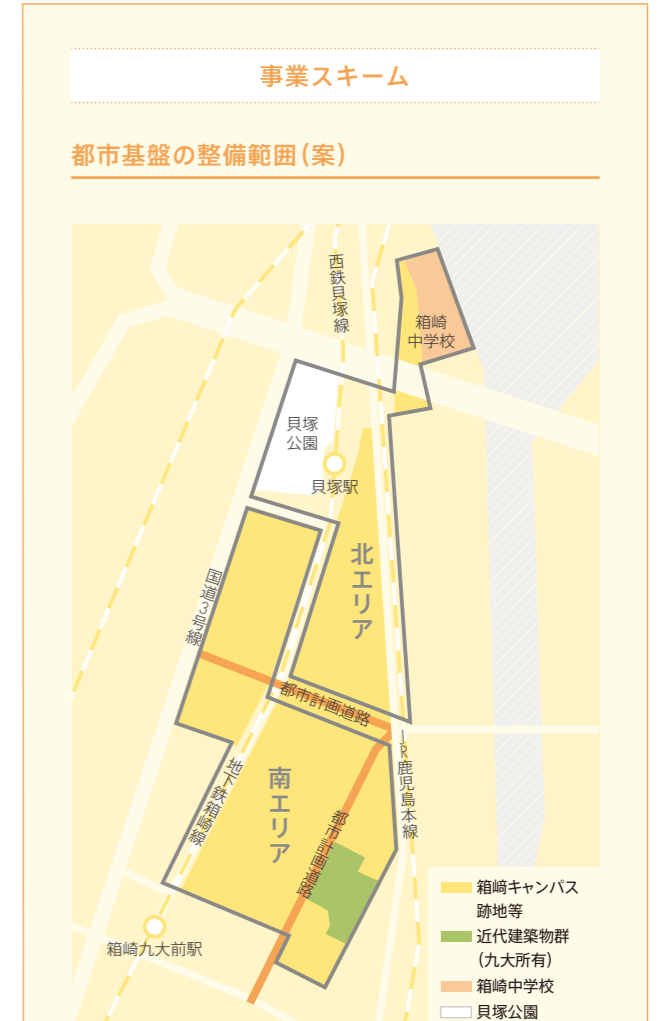 事業スキーム
都市基盤の整備範囲(案)
西鉄貝塚線
箱崎
中学校
貝塚
公園
貝塚駅
北エリア
国道3号線
都市計画道路
JR鹿児島本線
地下鉄箱崎線
南エリア
都市計画道路
箱崎九大前駅
箱﨑キャンパス
跡地等
近代建築物群
(九大所有)
箱崎中学校
貝塚公園